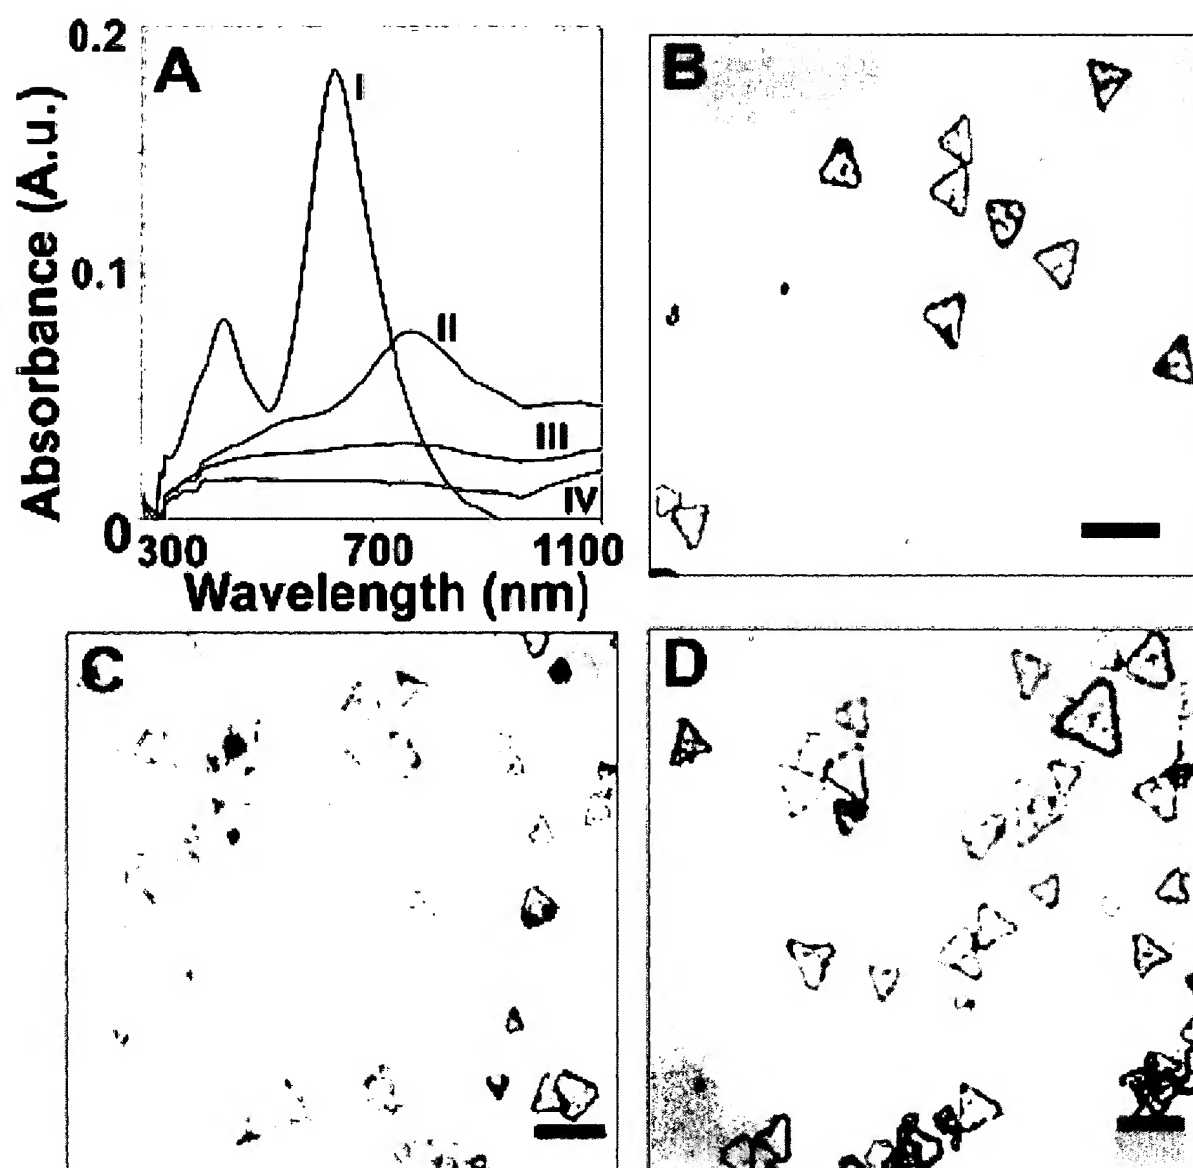 A
B
0.2
0.1
0
Absorbance (A.u.)
I
II
III
IV
300 700 1100
Wavelength (nm)
C
D